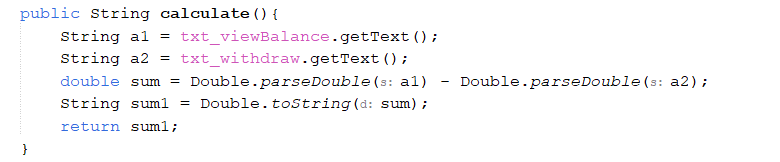 public String calculate(){
String a1 = txt_viewBalance.getText();
String a2 = txt_withdraw.getText();
double sum = Double.parseDouble(s: a1) - Double.parseDouble(s: a2);
String sum1 = Double.toString(d: sum);
return sum1;
}